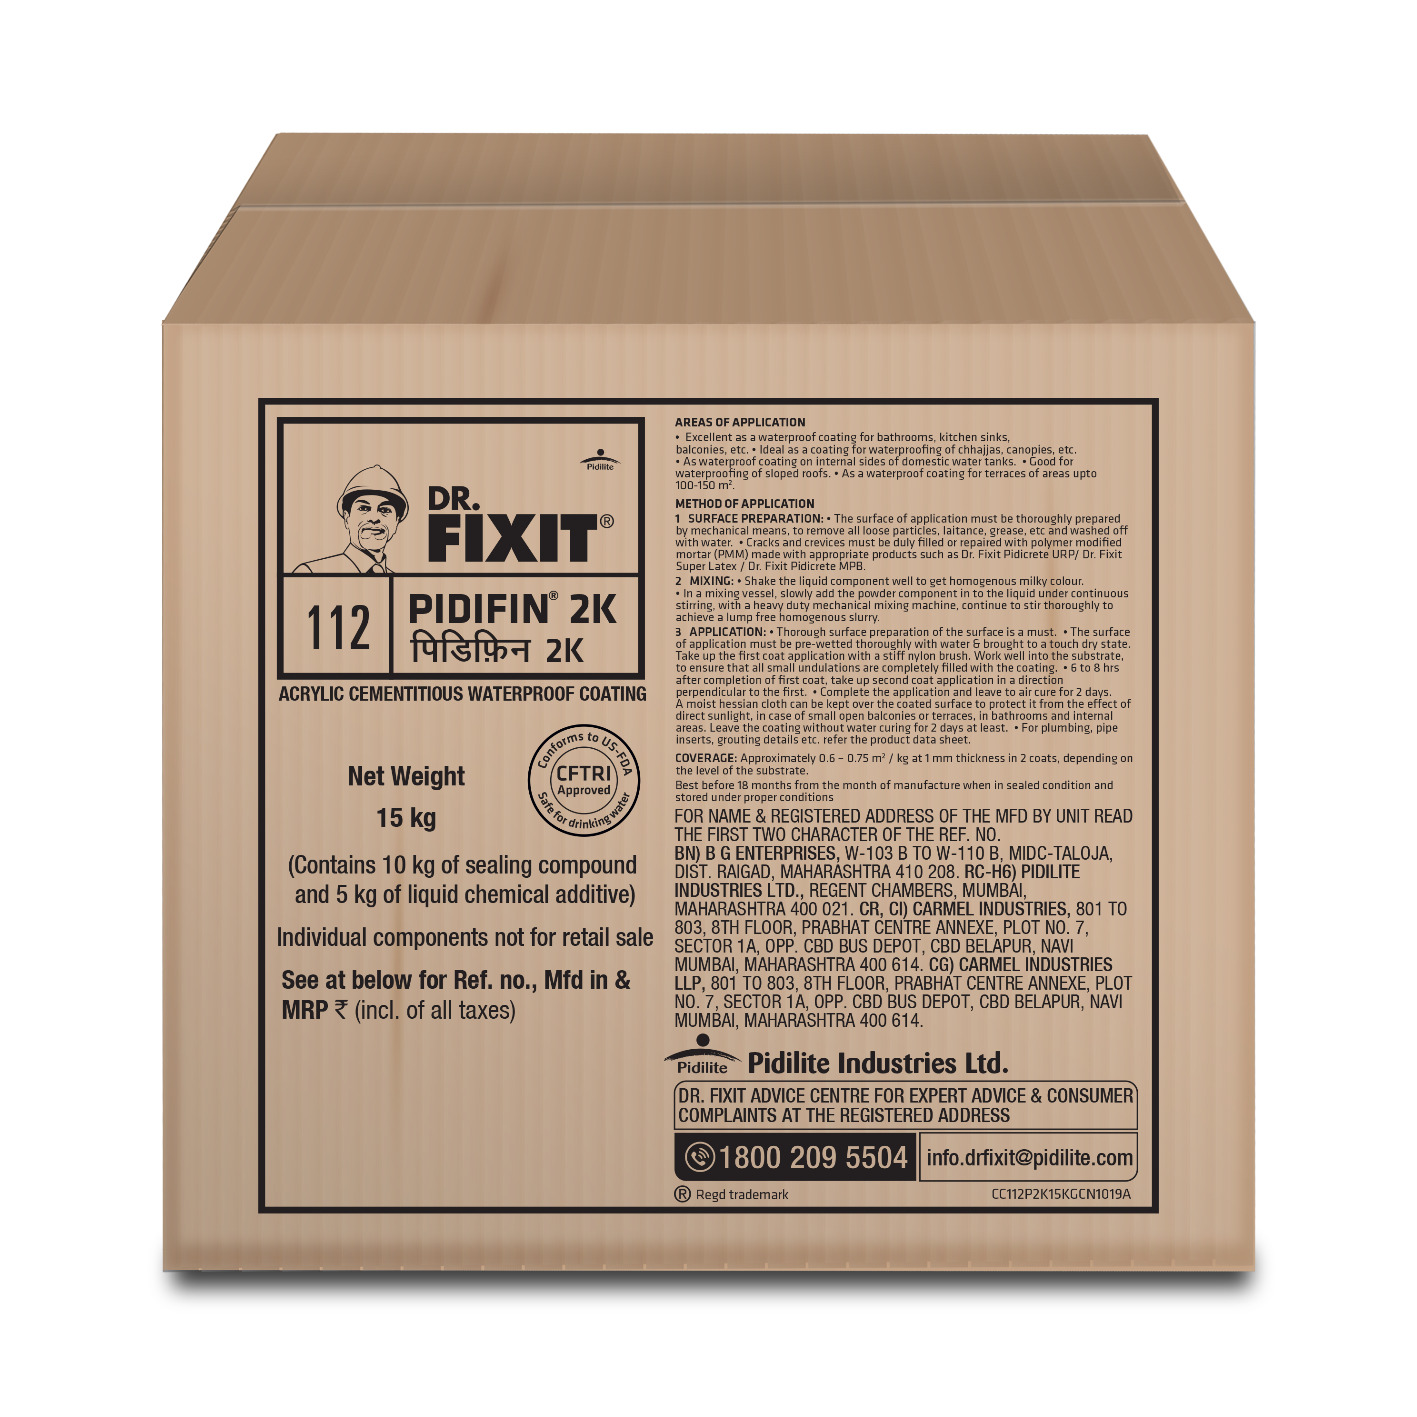 Pidilite
DR.
FIXIT®
112
PIDIFIN® 2K
पिडिफ़िन 2K
ACRYLIC CEMENTITIOUS WATERPROOF COATING
Conforms to US-FDA
CFTRI
Approved
Safe for drinking water
Net Weight
15 kg
(Contains 10 kg of sealing compound
and 5 kg of liquid chemical additive)
Individual components not for retail sale
See at below for Ref. no., Mfd in &
MRP ₹ (incl. of all taxes)
AREAS OF APPLICATION
• Excellent as a waterproof coating for bathrooms, kitchen sinks,
balconies, etc. • Ideal as a coating for waterproofing of chhajjas, canopies, etc.
• As waterproof coating on internal sides of domestic water tanks. • Good for
waterproofing of sloped roofs. • As a waterproof coating for terraces of areas upto
100-150 m².
METHOD OF APPLICATION
1 SURFACE PREPARATION: • The surface of application must be thoroughly prepared
by mechanical means, to remove all loose particles, laitance, grease, etc and washed off
with water. • Cracks and crevices must be duly filled or repaired with polymer modified
mortar (PMM) made with appropriate products such as Dr. Fixit Pidicrete URP/ Dr. Fixit
Super Latex / Dr. Fixit Pidicrete MPB.
2 MIXING: • Shake the liquid component well to get homogenous milky colour.
• In a mixing vessel, slowly add the powder component in to the liquid under continuous
stirring, with a heavy duty mechanical mixing machine, continue to stir thoroughly to
achieve a lump free homogenous slurry.
3 APPLICATION: • Thorough surface preparation of the surface is a must. • The surface
of application must be pre-wetted thoroughly with water & brought to a touch dry state.
Take up the first coat application with a stiff nylon brush. Work well into the substrate,
to ensure that all small undulations are completely filled with the coating. • 6 to 8 hrs
after completion of first coat, take up second coat application in a direction
perpendicular to the first. • Complete the application and leave to air cure for 2 days.
A moist hessian cloth can be kept over the coated surface to protect it from the effect of
direct sunlight, in case of small open balconies or terraces, in bathrooms and internal
areas. Leave the coating without water curing for 2 days at least. • For plumbing, pipe
inserts, grouting details etc. refer the product data sheet.
COVERAGE: Approximately 0.6 – 0.75 m² / kg at 1 mm thickness in 2 coats, depending on
the level of the substrate.
Best before 18 months from the month of manufacture when in sealed condition and
stored under proper conditions
FOR NAME & REGISTERED ADDRESS OF THE MFD BY UNIT READ
THE FIRST TWO CHARACTER OF THE REF. NO.
BN) B G ENTERPRISES, W-103 B TO W-110 B, MIDC-TALOJA,
DIST. RAIGAD, MAHARASHTRA 410 208. RC-H6) PIDILITE
INDUSTRIES LTD., REGENT CHAMBERS, MUMBAI,
MAHARASHTRA 400 021. CR, CI) CARMEL INDUSTRIES, 801 TO
803, 8TH FLOOR, PRABHAT CENTRE ANNEXE, PLOT NO. 7,
SECTOR 1A, OPP. CBD BUS DEPOT, CBD BELAPUR, NAVI
MUMBAI, MAHARASHTRA 400 614. CG) CARMEL INDUSTRIES
LLP, 801 TO 803, 8TH FLOOR, PRABHAT CENTRE ANNEXE, PLOT
NO. 7, SECTOR 1A, OPP. CBD BUS DEPOT, CBD BELAPUR, NAVI
MUMBAI, MAHARASHTRA 400 614.
Pidilite Pidilite Industries Ltd.
DR. FIXIT ADVICE CENTRE FOR EXPERT ADVICE & CONSUMER
COMPLAINTS AT THE REGISTERED ADDRESS
1800 209 5504 info.drfixit@pidilite.com
® Regd trademark CC112P2K15KGCN1019A